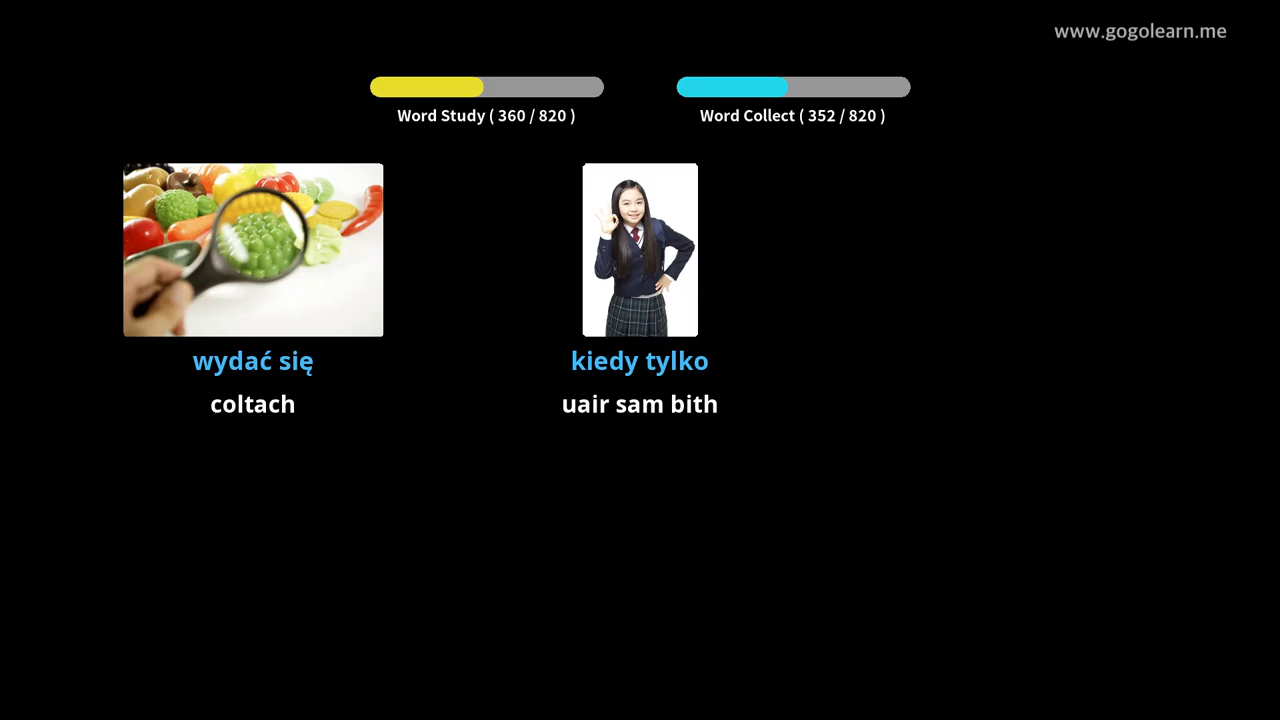 www.gogolearn.me
Word Study ( 360 / 820 )
Word Collect ( 352 / 820 )
wydać się
coltach
kiedy tylko
uair sam bith